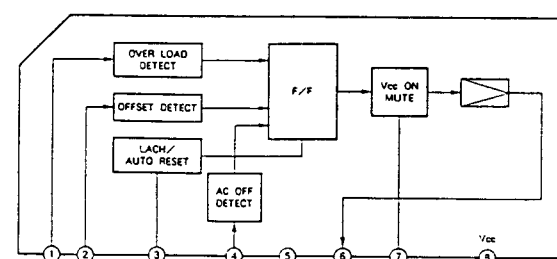 OVER LOAD
DETECT
F/F
Vcc ON
MUTE
OFFSET DETECT
LACH/
AUTO RESET
AC OFF
DETECT
Vcc
1 2 3 4 5 6 7 8